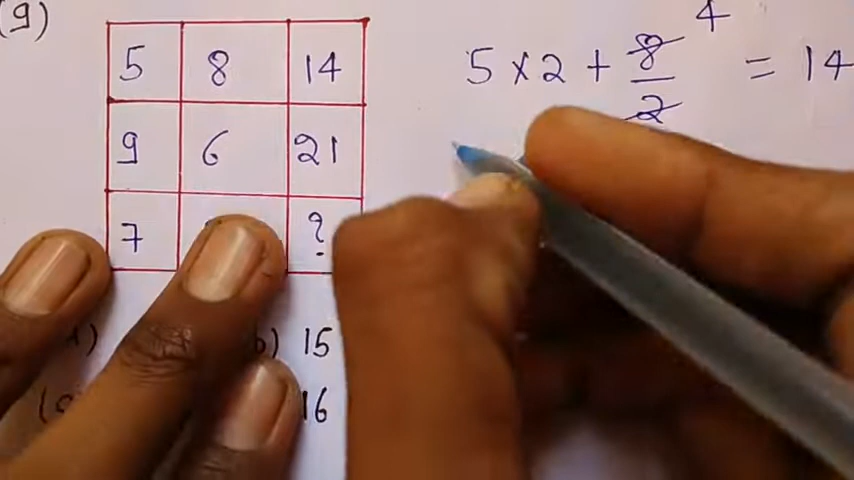 (9)
5 8 14 5 × 2 + 8/2 4 = 14
9 6 21
7 ?
b) 15
16